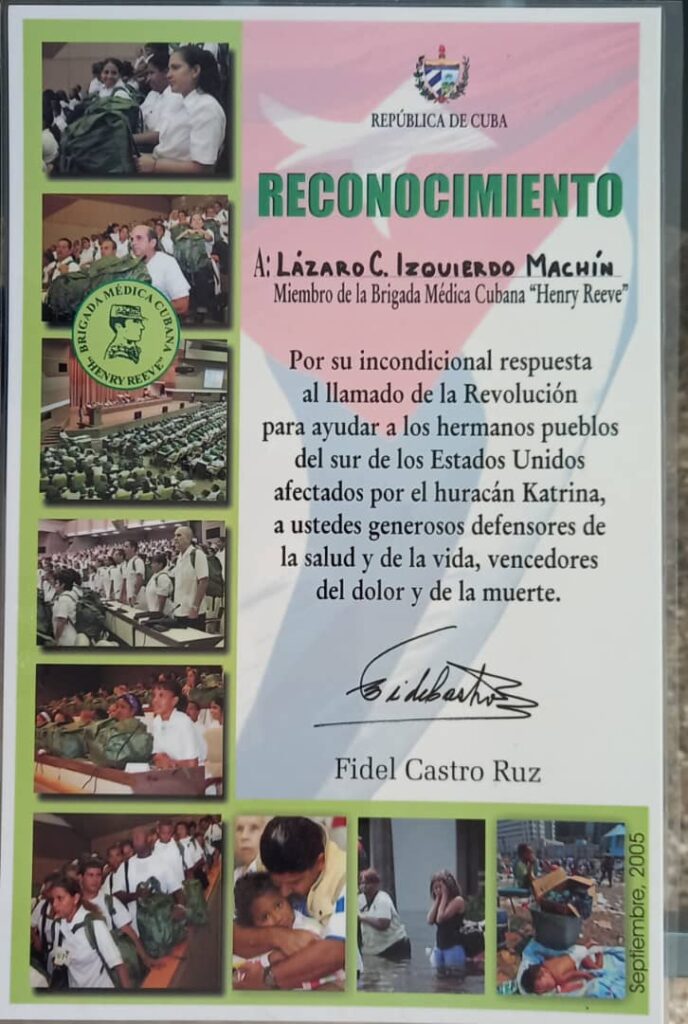 REPÚBLICA DE CUBA
RECONOCIMIENTO
A: LÁZARO C. IZQUIERDO MACHÍN
Miembro de la Brigada Médica Cubana “Henry Reeve”
BRIGADA MÉDICA CUBANA
“HENRY REEVE”
Por su incondicional respuesta
al llamado de la Revolución
para ayudar a los hermanos pueblos
del sur de los Estados Unidos
afectados por el huracán Katrina,
a ustedes generosos defensores de
la salud y de la vida, vencedores
del dolor y de la muerte.
Fidel Castro Ruz
Septiembre, 2005